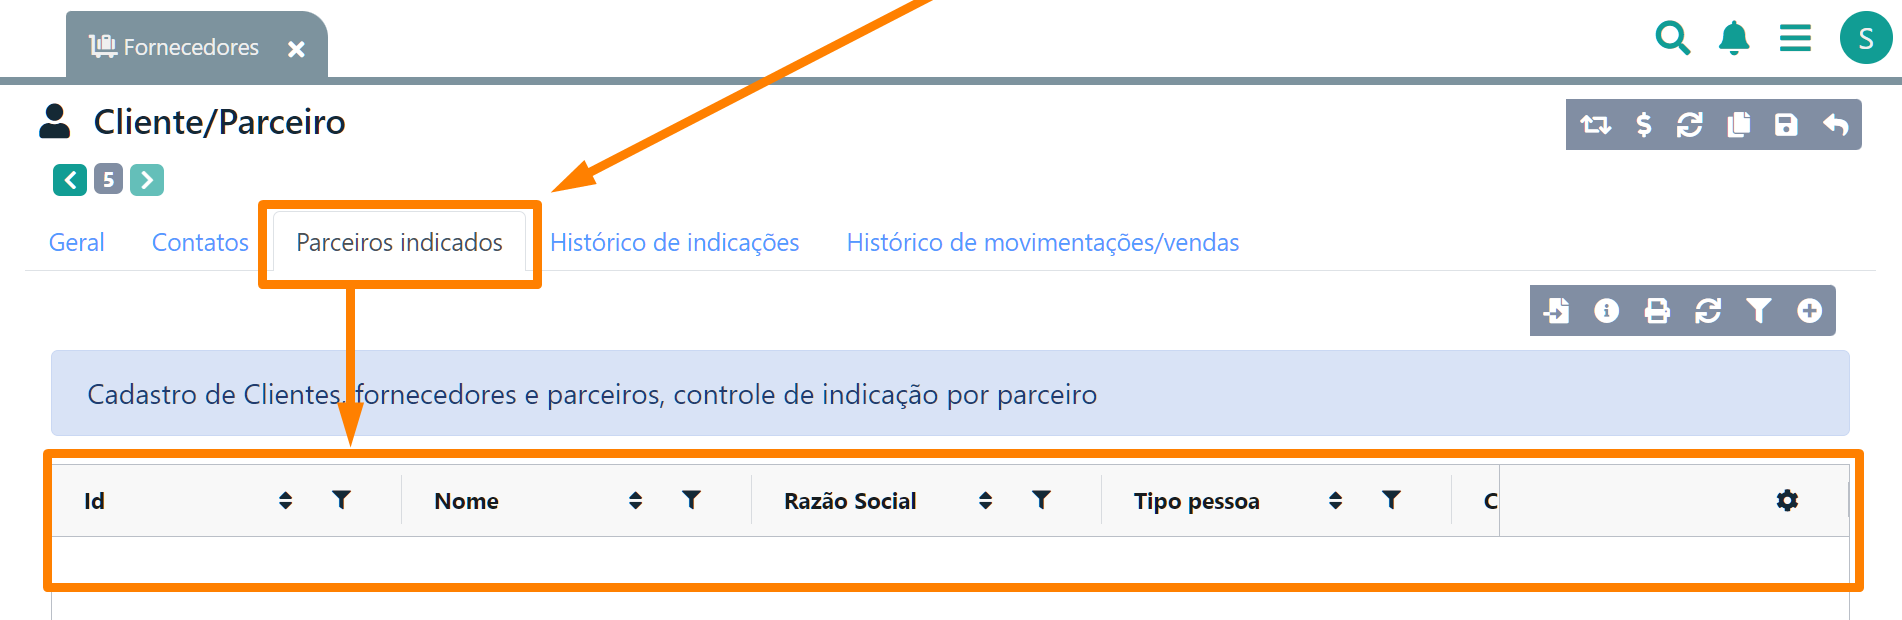 Fornecedores
S
Cliente/Parceiro
5
Geral Contatos Parceiros indicados Histórico de indicações Histórico de movimentações/vendas
Cadastro de Clientes, fornecedores e parceiros, controle de indicação por parceiro
Id Nome Razão Social Tipo pessoa C